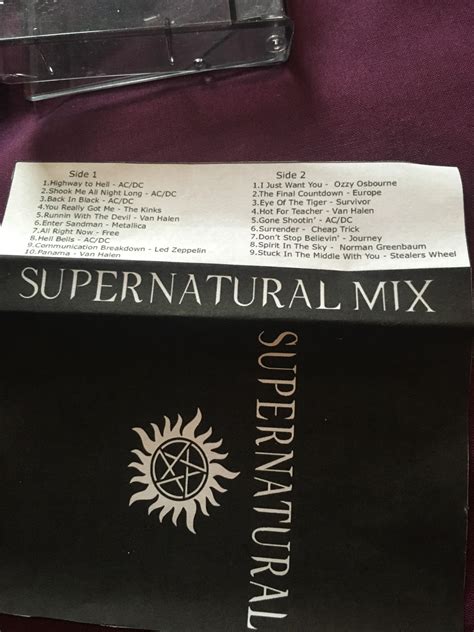 Side 1
1.Highway to Hell - AC/DC
2.Shook Me All Night Long - AC/DC
3.Back In Black - AC/DC
4.You Really Got Me - The Kinks
5.Runnin With The Devil - Van Halen
6.Enter Sandman - Metallica
7.All Right Now - Free
8.Hell Bells - AC/DC
9.Communication Breakdown - Led Zeppelin
10.Panama - Van Halen
Side 2
1.I Just Want You - Ozzy Osbourne
2.The Final Countdown - Europe
3.Eye Of The Tiger - Survivor
4.Hot For Teacher - Van Halen
5.Gone Shootin' - AC/DC
6.Surrender - Cheap Trick
7.Don't Stop Believin' - Journey
8.Spirit In The Sky - Norman Greenbaum
9.Stuck In The Middle With You - Stealers Wheel
SUPERNATURAL MIX
SUPERNATURAL